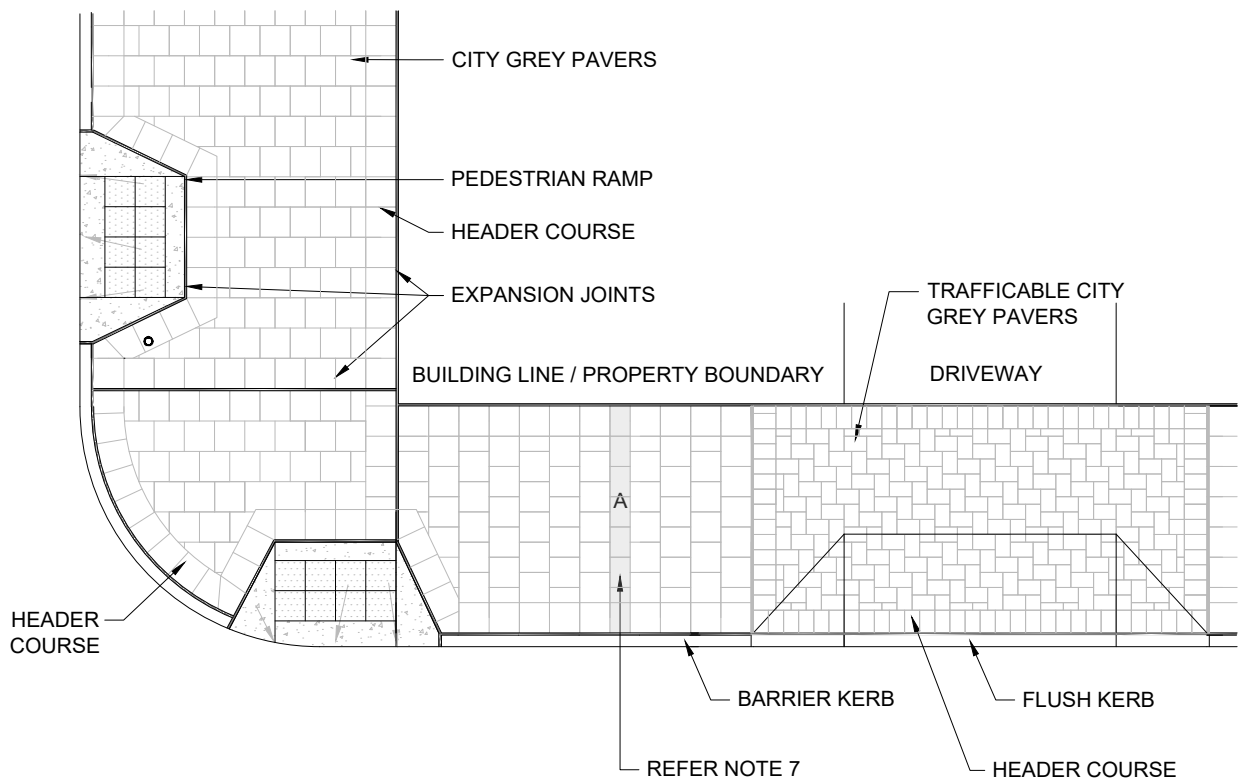 CITY GREY PAVERS
PEDESTRIAN RAMP
HEADER COURSE
EXPANSION JOINTS
TRAFFICABLE CITY
GREY PAVERS
BUILDING LINE / PROPERTY BOUNDARY
DRIVEWAY
A
HEADER
COURSE
BARRIER KERB
FLUSH KERB
REFER NOTE 7
HEADER COURSE